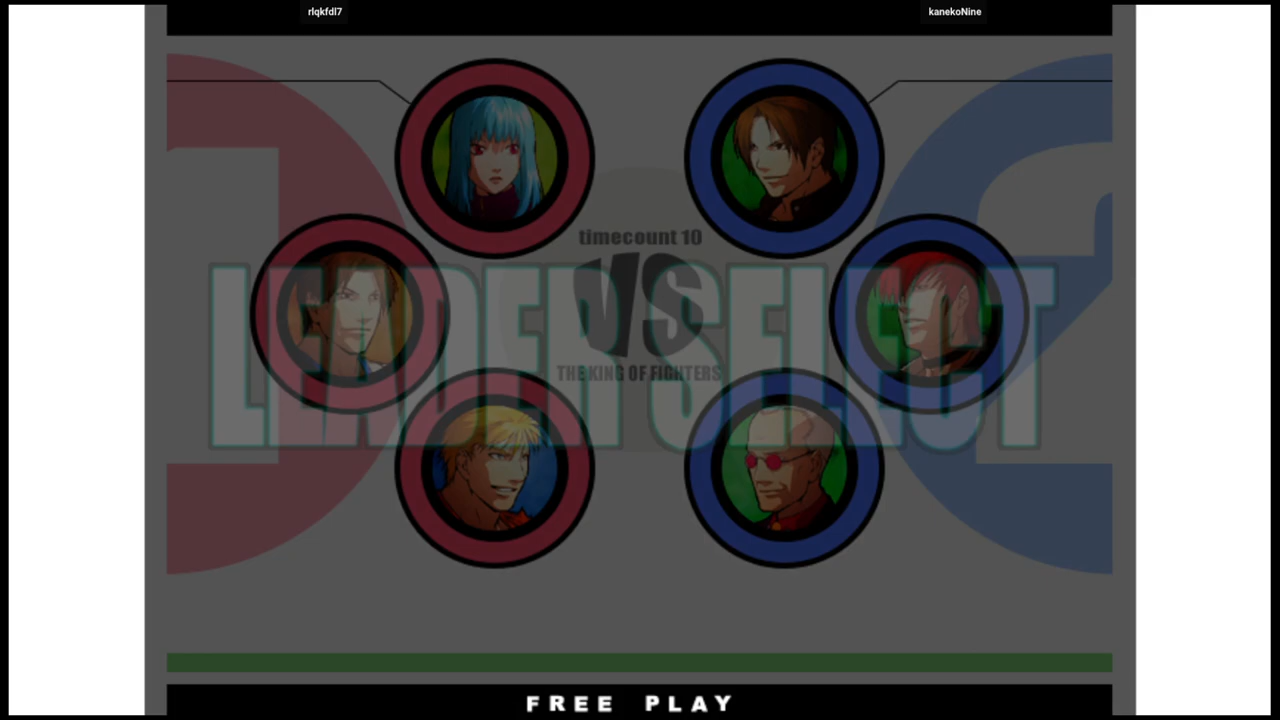 rlqkfdl7
kanekoNine
timecount 10
VS
LEADER SELECT
THE KING OF FIGHTERS
FREE PLAY